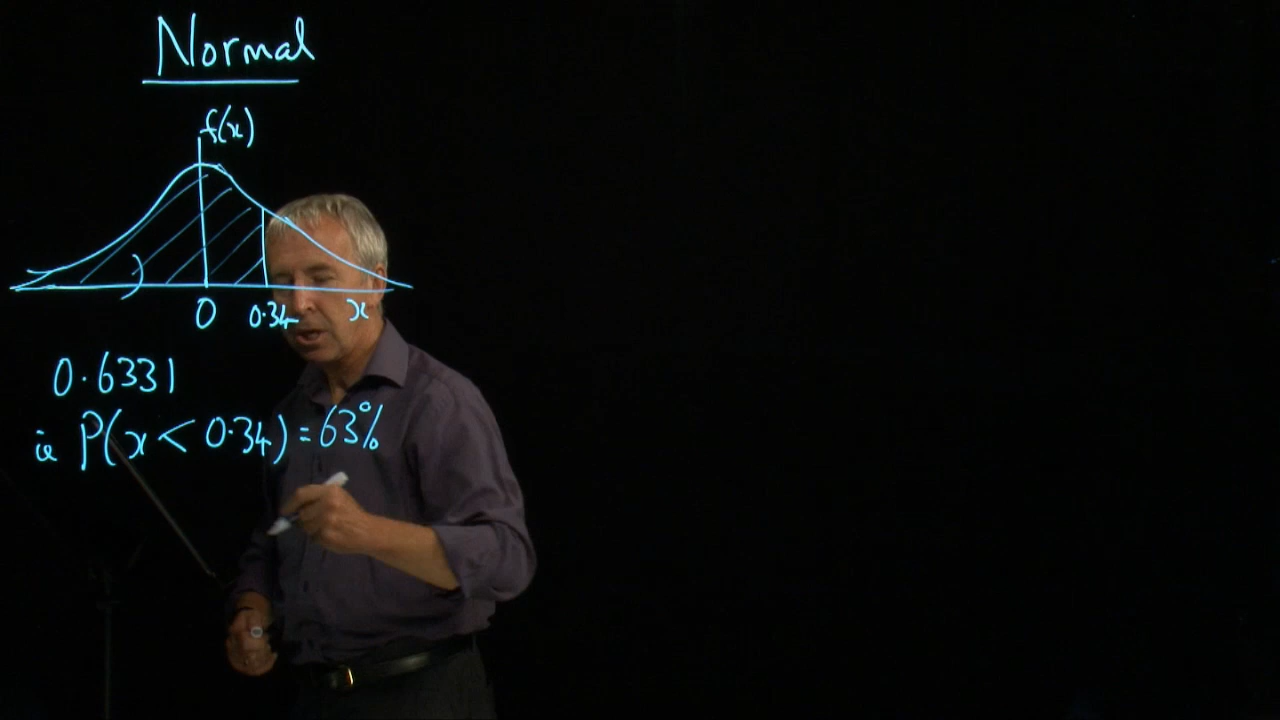 Normal
f(x)
0 0.34 x
0.6331
ie P(x < 0.34) = 63%